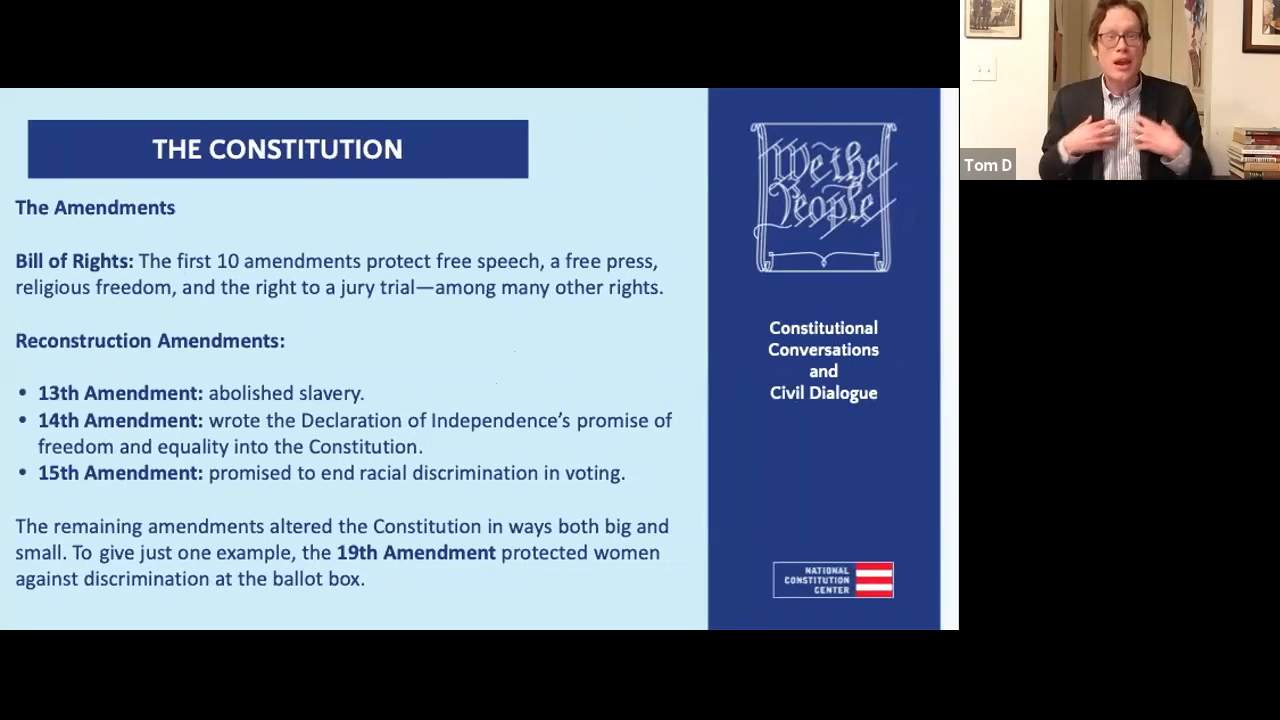 THE CONSTITUTION
The Amendments
Bill of Rights: The first 10 amendments protect free speech, a free press,
religious freedom, and the right to a jury trial—among many other rights.
Reconstruction Amendments:
• 13th Amendment: abolished slavery.
• 14th Amendment: wrote the Declaration of Independence’s promise of
freedom and equality into the Constitution.
• 15th Amendment: promised to end racial discrimination in voting.
The remaining amendments altered the Constitution in ways both big and
small. To give just one example, the 19th Amendment protected women
against discrimination at the ballot box.
We the
People
Constitutional
Conversations
and
Civil Dialogue
NATIONAL
CONSTITUTION
CENTER
Tom D